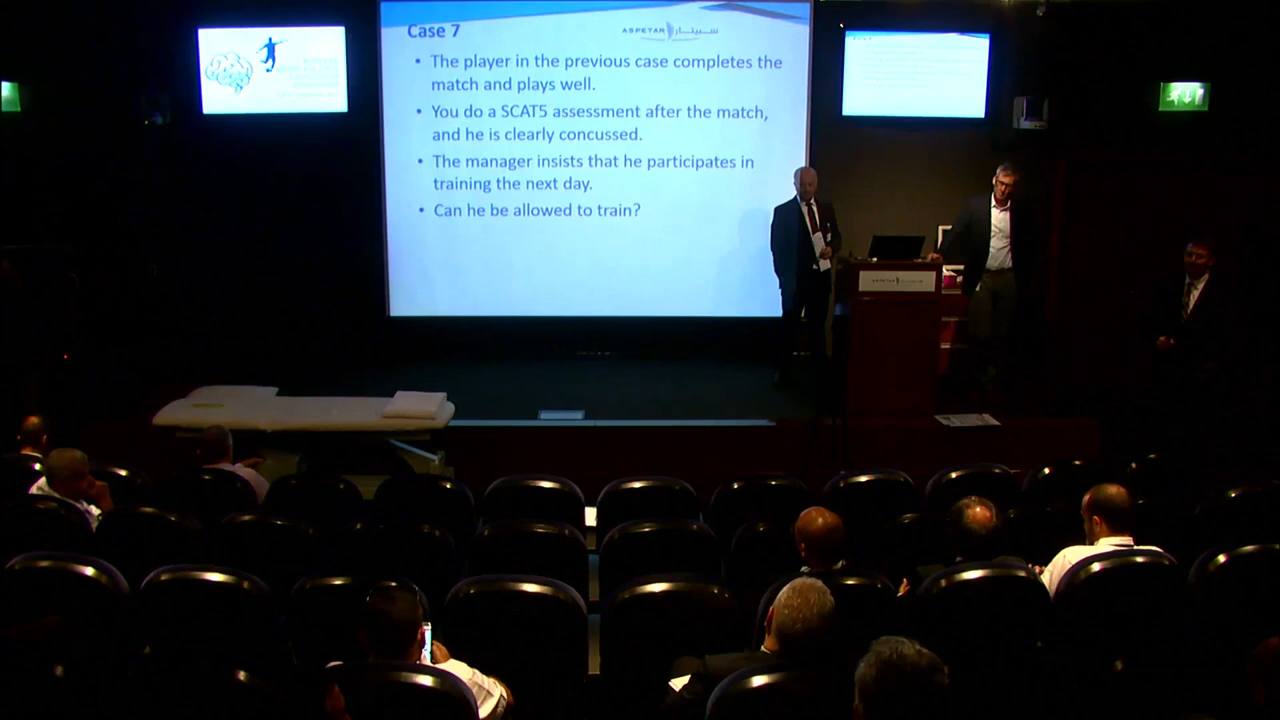 Case 7
ASPETAR سبيتار
• The player in the previous case completes the
match and plays well.
• You do a SCAT5 assessment after the match,
and he is clearly concussed.
• The manager insists that he participates in
training the next day.
• Can he be allowed to train?
ASPETAR